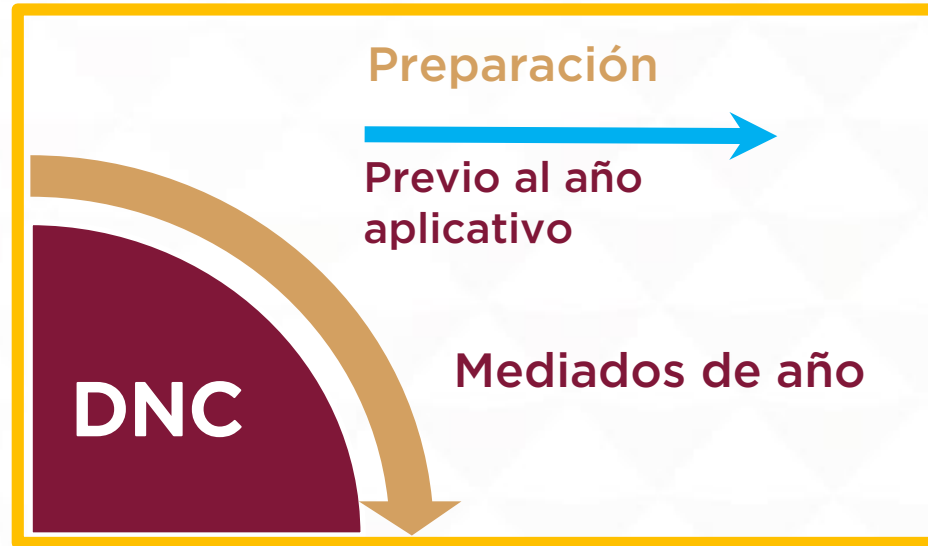 Preparación
Previo al año
aplicativo
Mediados de año
DNC